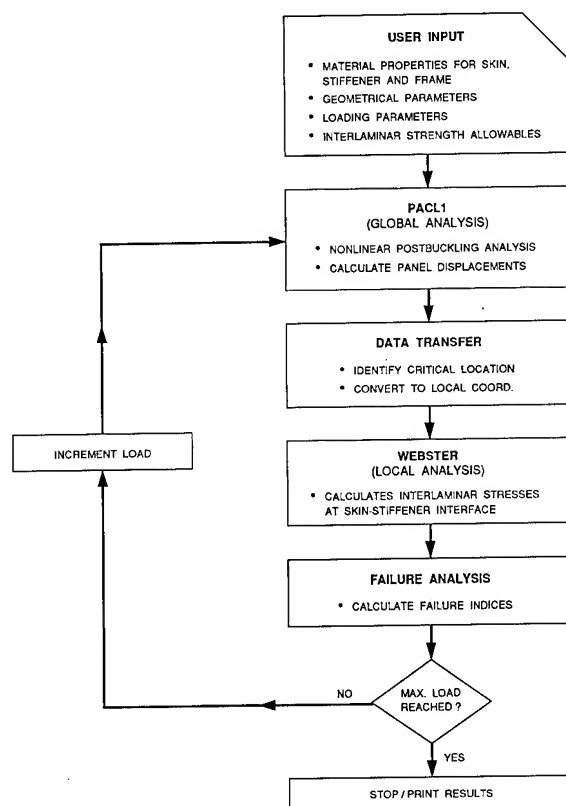 USER INPUT
• MATERIAL PROPERTIES FOR SKIN,
STIFFENER AND FRAME
• GEOMETRICAL PARAMETERS
• LOADING PARAMETERS
• INTERLAMINAR STRENGTH ALLOWABLES
PACL1
(GLOBAL ANALYSIS)
• NONLINEAR POSTBUCKLING ANALYSIS
• CALCULATE PANEL DISPLACEMENTS
DATA TRANSFER
• IDENTIFY CRITICAL LOCATION
• CONVERT TO LOCAL COORD.
INCREMENT LOAD
WEBSTER
(LOCAL ANALYSIS)
• CALCULATES INTERLAMINAR STRESSES
AT SKIN-STIFFENER INTERFACE
FAILURE ANALYSIS
• CALCULATE FAILURE INDICES
NO
MAX. LOAD
REACHED ?
YES
STOP / PRINT RESULTS